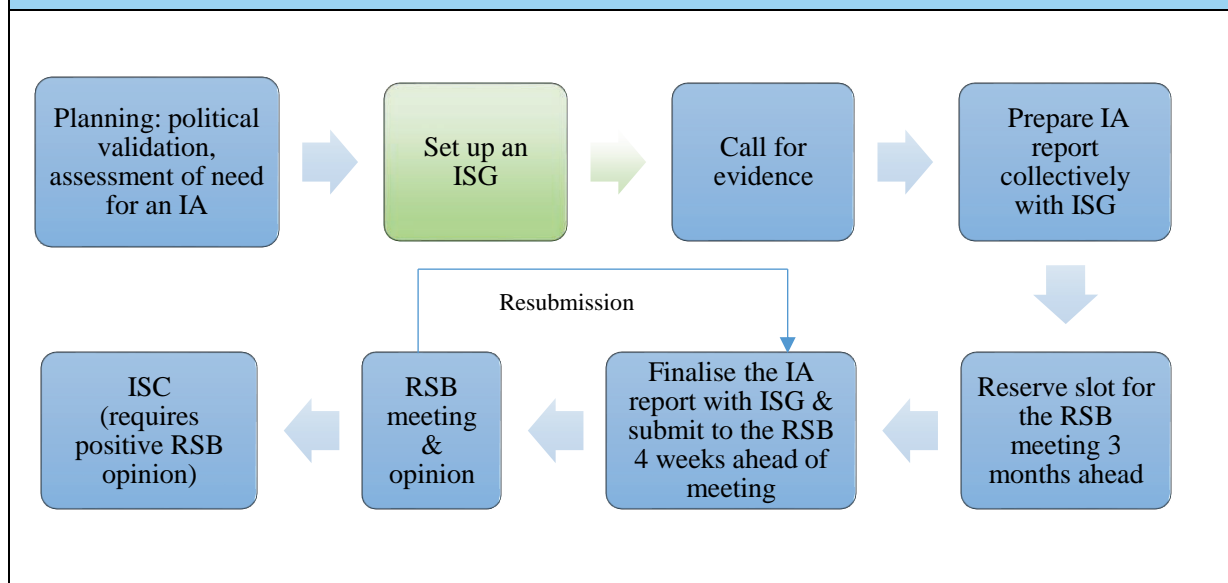 Planning: political
validation,
assessment of need
for an IA
Set up an
ISG
Call for
evidence
Prepare IA
report
collectively
with ISG
Resubmission
Reserve slot for
the RSB
meeting 3
months ahead
Finalise the IA
report with ISG &
submit to the RSB
4 weeks ahead of
meeting
RSB
meeting
&
opinion
ISC
(requires
positive RSB
opinion)